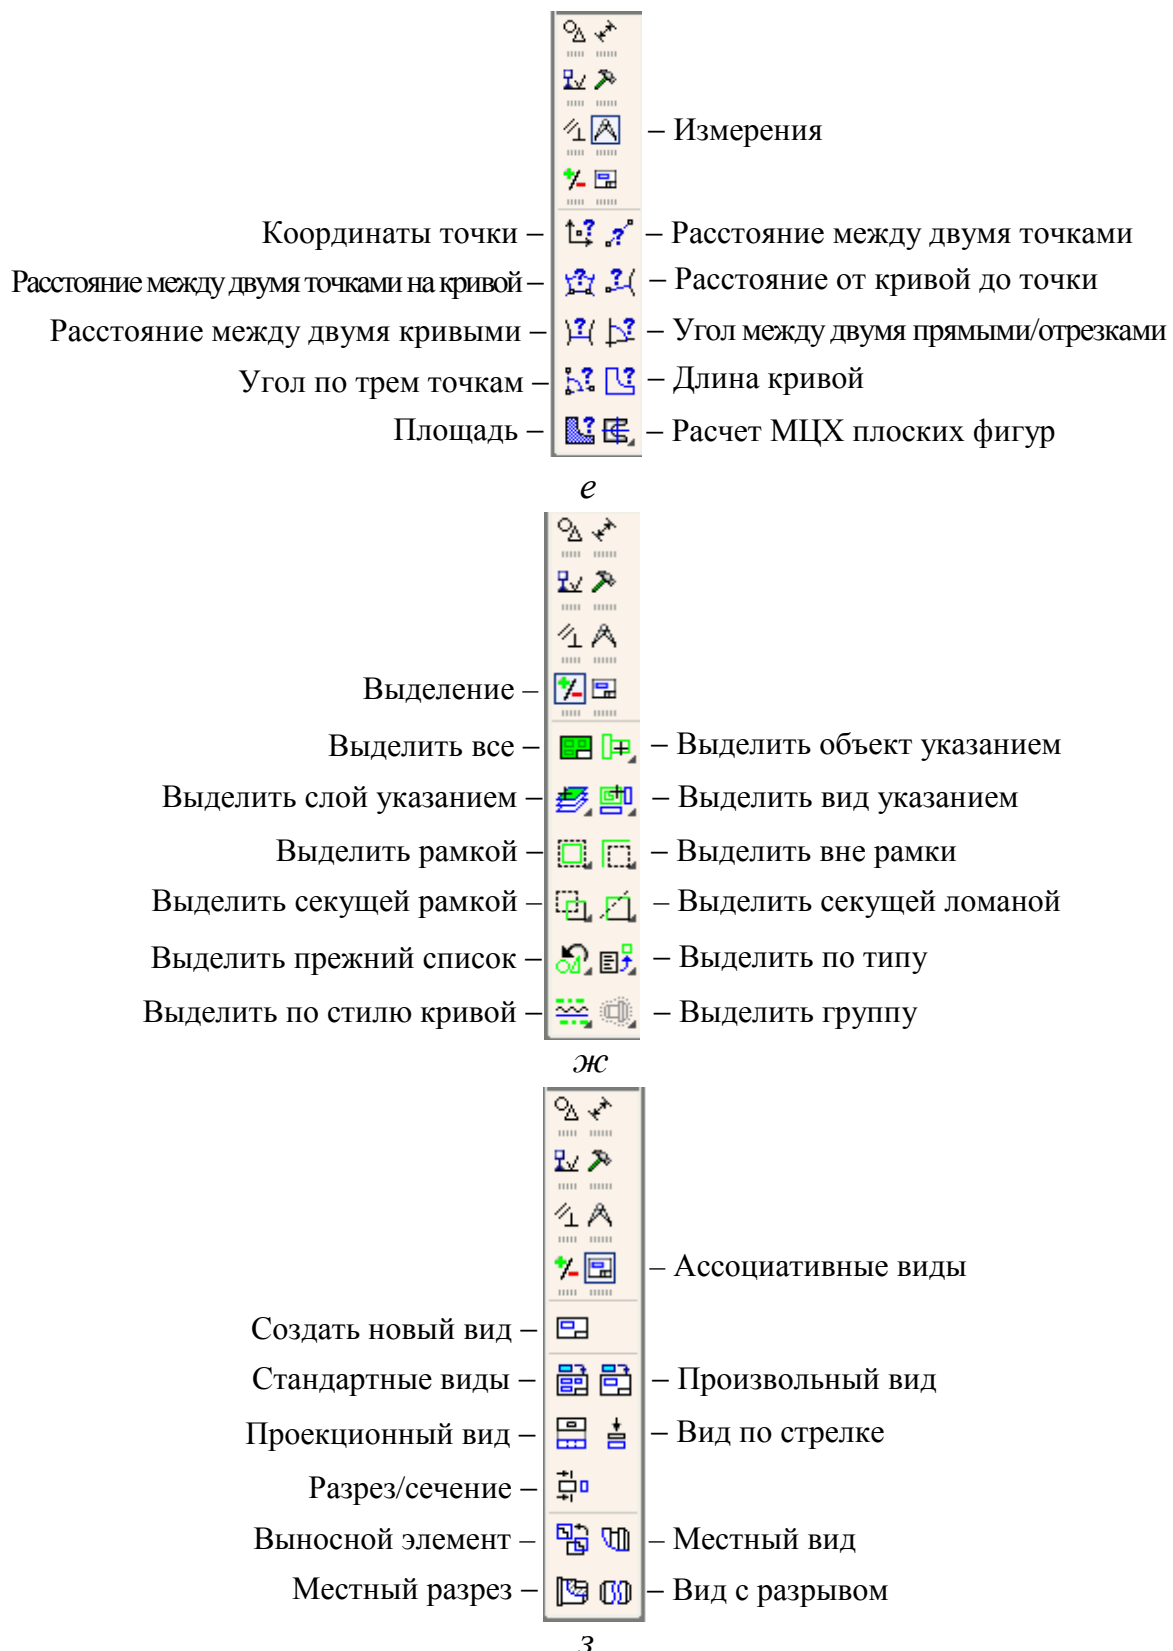 – Измерения
Координаты точки –
– Расстояние между двумя точками
Расстояние между двумя точками на кривой –
– Расстояние от кривой до точки
Расстояние между двумя кривыми –
– Угол между двумя прямыми/отрезками
Угол по трем точкам –
– Длина кривой
Площадь –
– Расчет МЦХ плоских фигур
е
Выделение –
Выделить все –
– Выделить объект указанием
Выделить слой указанием –
– Выделить вид указанием
Выделить рамкой –
– Выделить вне рамки
Выделить секущей рамкой –
– Выделить секущей ломаной
Выделить прежний список –
– Выделить по типу
Выделить по стилю кривой –
– Выделить группу
ж
– Ассоциативные виды
Создать новый вид –
Стандартные виды –
– Произвольный вид
Проекционный вид –
– Вид по стрелке
Разрез/сечение –
Выносной элемент –
– Местный вид
Местный разрез –
– Вид с разрывом
з